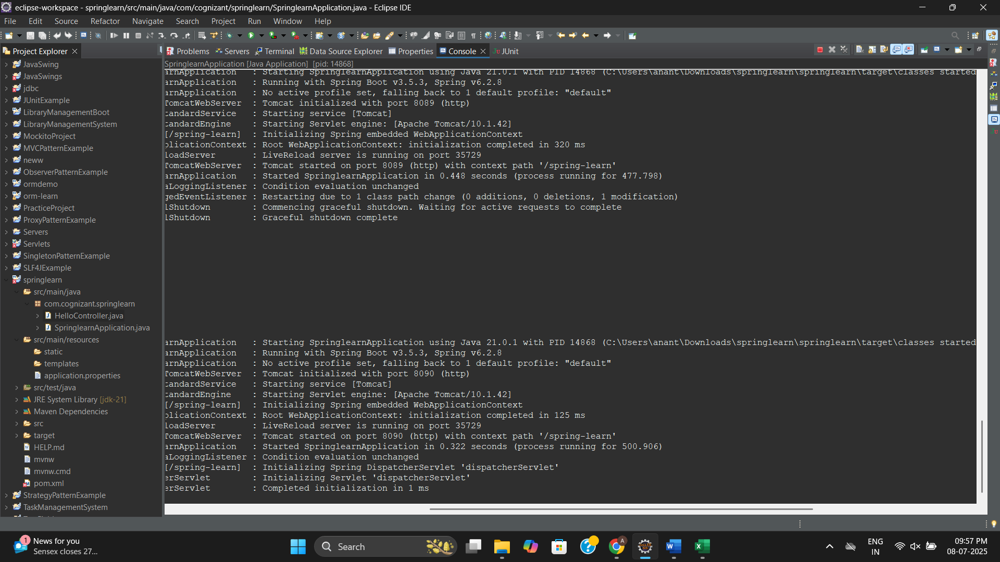 eclipse-workspace - springlearn/src/main/java/com/cognizant/springlearn/SpringlearnApplication.java - Eclipse IDE
File Edit Source Refactor Navigate Search Project Run Window Help
Project Explorer
Problems Servers Terminal Data Source Explorer Properties Console JUnit
SpringlearnApplication [Java Application] [pid: 14868]
JavaSwing
JavaSwings
jdbc
JUnitExample
LibraryManagementBoot
LibraryManagementSystem
MockitoProject
MVCPatternExample
neww
ObserverPatternExample
ormdemo
orm-learn
PracticeProject
ProxyPatternExample
Servers
Servlets
SingletonPatternExample
SLF4JExample
springlearn
src/main/java
com.cognizant.springlearn
HelloController.java
SpringlearnApplication.java
src/main/resources
static
templates
application.properties
src/test/java
JRE System Library [jdk-21]
Maven Dependencies
src
target
HELP.md
mvnw
mvnw.cmd
pom.xml
StrategyPatternExample
TaskManagementSystem
arnApplication : Starting SpringlearnApplication using Java 21.0.1 with PID 14868 (C:\Users\anant\Downloads\springlearn\springlearn\target\classes started
arnApplication : Running with Spring Boot v3.5.3, Spring v6.2.8
arnApplication : No active profile set, falling back to 1 default profile: "default"
TomcatWebServer : Tomcat initialized with port 8089 (http)
tandardService : Starting service [Tomcat]
tandardEngine : Starting Servlet engine: [Apache Tomcat/10.1.42]
[/spring-learn] : Initializing Spring embedded WebApplicationContext
plicationContext : Root WebApplicationContext: initialization completed in 320 ms
loadServer : LiveReload server is running on port 35729
TomcatWebServer : Tomcat started on port 8089 (http) with context path '/spring-learn'
arnApplication : Started SpringlearnApplication in 0.448 seconds (process running for 477.798)
aLoggingListener : Condition evaluation unchanged
gedEventListener : Restarting due to 1 class path change (0 additions, 0 deletions, 1 modification)
lShutdown : Commencing graceful shutdown. Waiting for active requests to complete
lShutdown : Graceful shutdown complete
arnApplication : Starting SpringlearnApplication using Java 21.0.1 with PID 14868 (C:\Users\anant\Downloads\springlearn\springlearn\target\classes started
arnApplication : Running with Spring Boot v3.5.3, Spring v6.2.8
arnApplication : No active profile set, falling back to 1 default profile: "default"
TomcatWebServer : Tomcat initialized with port 8090 (http)
tandardService : Starting service [Tomcat]
tandardEngine : Starting Servlet engine: [Apache Tomcat/10.1.42]
[/spring-learn] : Initializing Spring embedded WebApplicationContext
plicationContext : Root WebApplicationContext: initialization completed in 125 ms
loadServer : LiveReload server is running on port 35729
TomcatWebServer : Tomcat started on port 8090 (http) with context path '/spring-learn'
arnApplication : Started SpringlearnApplication in 0.322 seconds (process running for 500.906)
aLoggingListener : Condition evaluation unchanged
[/spring-learn] : Initializing Spring DispatcherServlet 'dispatcherServlet'
erServlet : Initializing Servlet 'dispatcherServlet'
erServlet : Completed initialization in 1 ms
1
News for you
Sensex closes 27...
Search
ENG
IN
09:57 PM
08-07-2025